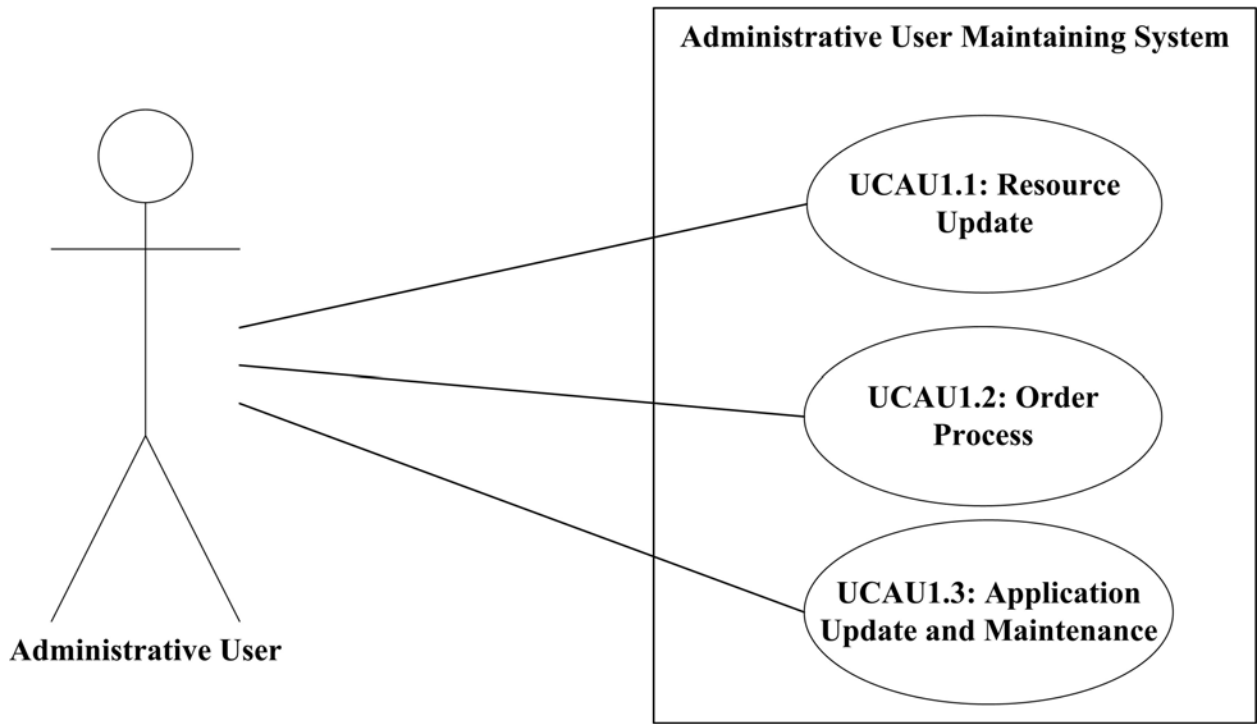 Administrative User Maintaining System
UCAU1.1: Resource
Update
UCAU1.2: Order
Process
UCAU1.3: Application
Update and Maintenance
Administrative User